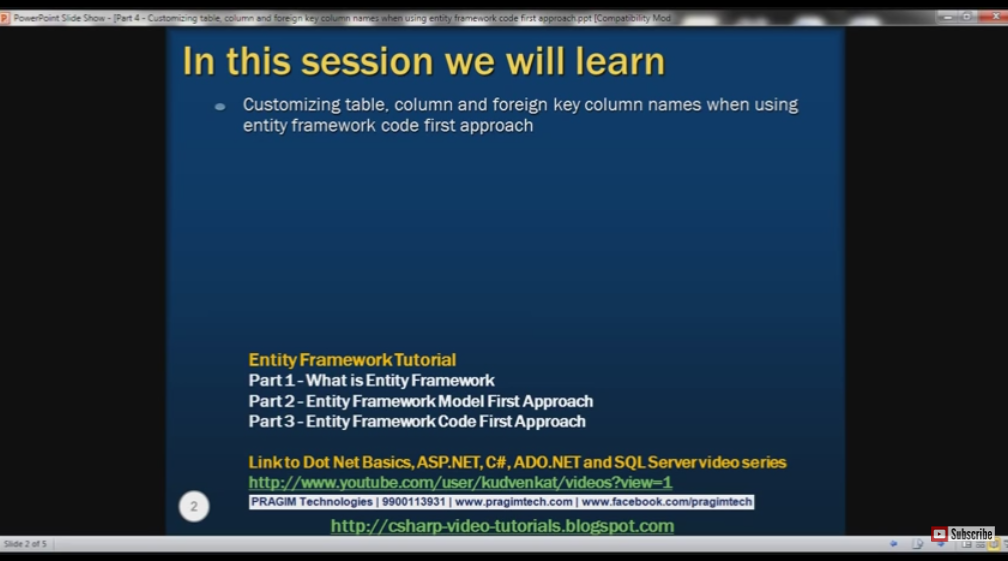 PowerPoint Slide Show - [Part 4 - Customizing table, column and foreign key column names when using entity framework code first approach.ppt [Compatibility Mod
In this session we will learn
Customizing table, column and foreign key column names when using
entity framework code first approach
Entity Framework Tutorial
Part 1 - What is Entity Framework
Part 2 - Entity Framework Model First Approach
Part 3 - Entity Framework Code First Approach
Link to Dot Net Basics, ASP.NET, C#, ADO.NET and SQL Server video series
http://www.youtube.com/user/kudvenkat/videos?view=1
2
PRAGIM Technologies | 9900113931 | www.pragimtech.com | www.facebook.com/pragimtech
http://csharp-video-tutorials.blogspot.com
Subscribe
Slide 2 of 5